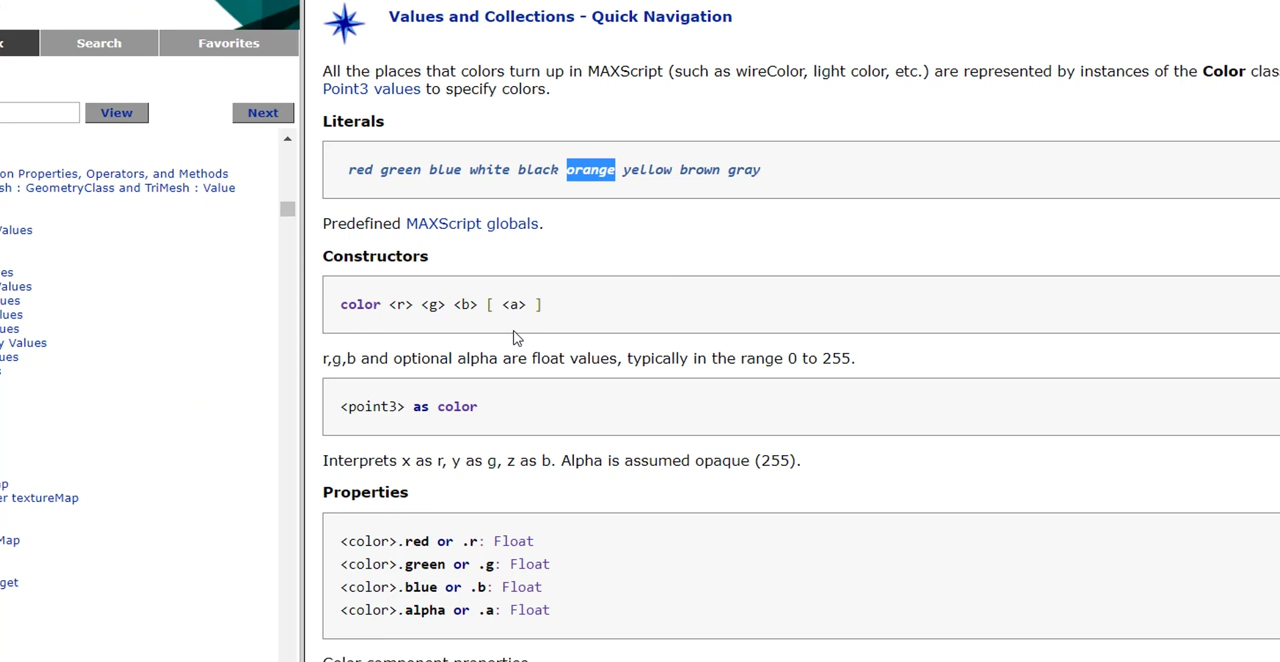 Values and Collections - Quick Navigation
Search
Favorites
View
Next
on Properties, Operators, and Methods
sh : GeometryClass and TriMesh : Value
Values
es
Values
ues
lues
ues
y Values
ues
s
p
er textureMap
Map
get
All the places that colors turn up in MAXScript (such as wireColor, light color, etc.) are represented by instances of the Color clas
Point3 values to specify colors.
Literals
red green blue white black orange yellow brown gray
Predefined MAXScript globals.
Constructors
color <r> <g> <b> [ <a> ]
r,g,b and optional alpha are float values, typically in the range 0 to 255.
<point3> as color
Interprets x as r, y as g, z as b. Alpha is assumed opaque (255).
Properties
<color>.red or .r: Float
<color>.green or .g: Float
<color>.blue or .b: Float
<color>.alpha or .a: Float
Color component properties.